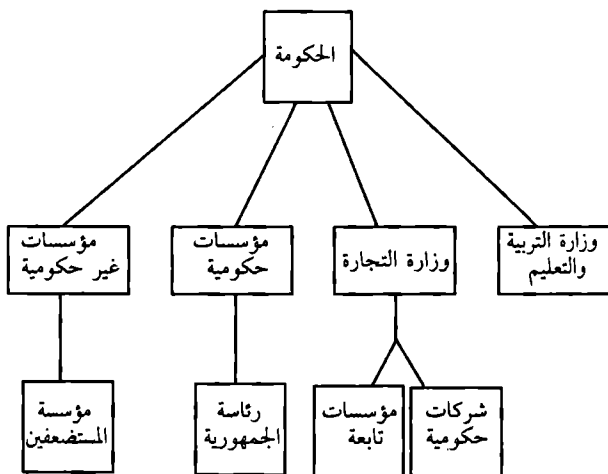 الحكومة
وزارة التربية
والتعليم
وزارة التجارة
مؤسسات
حكومية
مؤسسات
غير حكومية
شركات
حكومية
مؤسسات
تابعة
رئاسة
الجمهورية
مؤسسة
المستضعفين